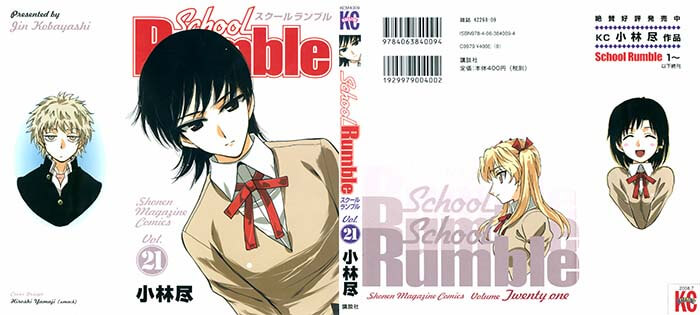 Presented by
Jin Kobayashi
Cover Design
Hiroshi Yamaji
School
スクールランブル
Rumble
Shonen
Magazine
Comics
Vol.
21
小林尽
KC
School
Rumble
スクールランブル
Vol.
21
小林尽
講談社
9784063840094
1929979004002
雑誌 42299-09
ISBN978-4-06-384009-4
C9979 ¥400E (0)
定価:本体400円(税別)
講談社
School
School
Rumble
Shonen Magazine Comics Volume Twenty one
絶賛好評発売中
KC 小林尽 作品
School Rumble 1〜
以下続刊
2008.7
KC